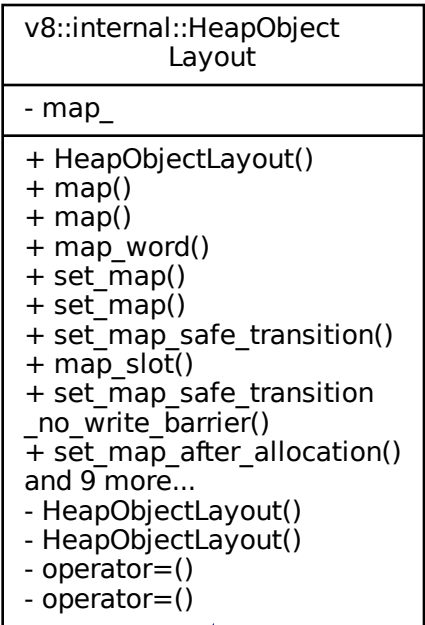 v8::internal::HeapObject
Layout
- map_
+ HeapObjectLayout()
+ map()
+ map()
+ map_word()
+ set_map()
+ set_map()
+ set_map_safe_transition()
+ map_slot()
+ set_map_safe_transition
_no_write_barrier()
+ set_map_after_allocation()
and 9 more...
- HeapObjectLayout()
- HeapObjectLayout()
- operator=()
- operator=()